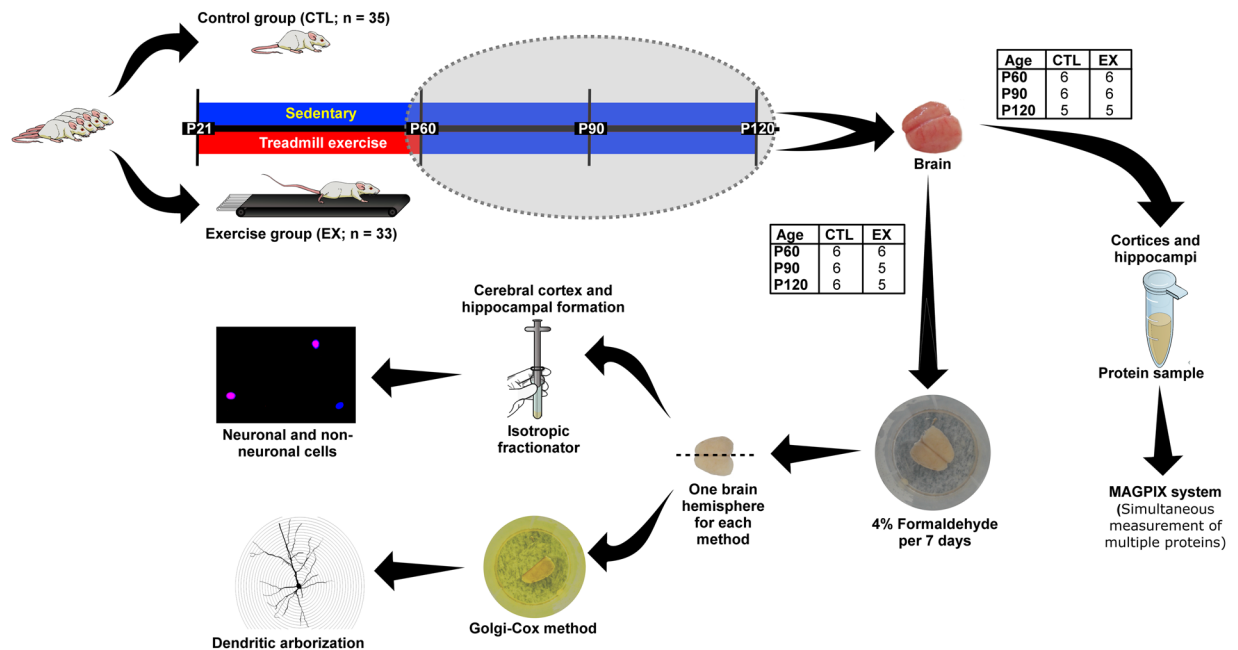 Control group (CTL; n = 35)
Sedentary
P21
P60
P90
P120
Treadmill exercise
Exercise group (EX; n = 33)
Brain
Age CTL EX
P60 6 6
P90 6 6
P120 5 5
Cortices and
hippocampi
Protein sample
MAGPIX system
(Simultaneous
measurement of
multiple proteins)
Age CTL EX
P60 6 6
P90 6 5
P120 6 5
4% Formaldehyde
per 7 days
One brain
hemisphere
for each
method
Cerebral cortex and
hippocampal formation
Isotropic
fractionator
Neuronal and non-
neuronal cells
Golgi-Cox method
Dendritic arborization